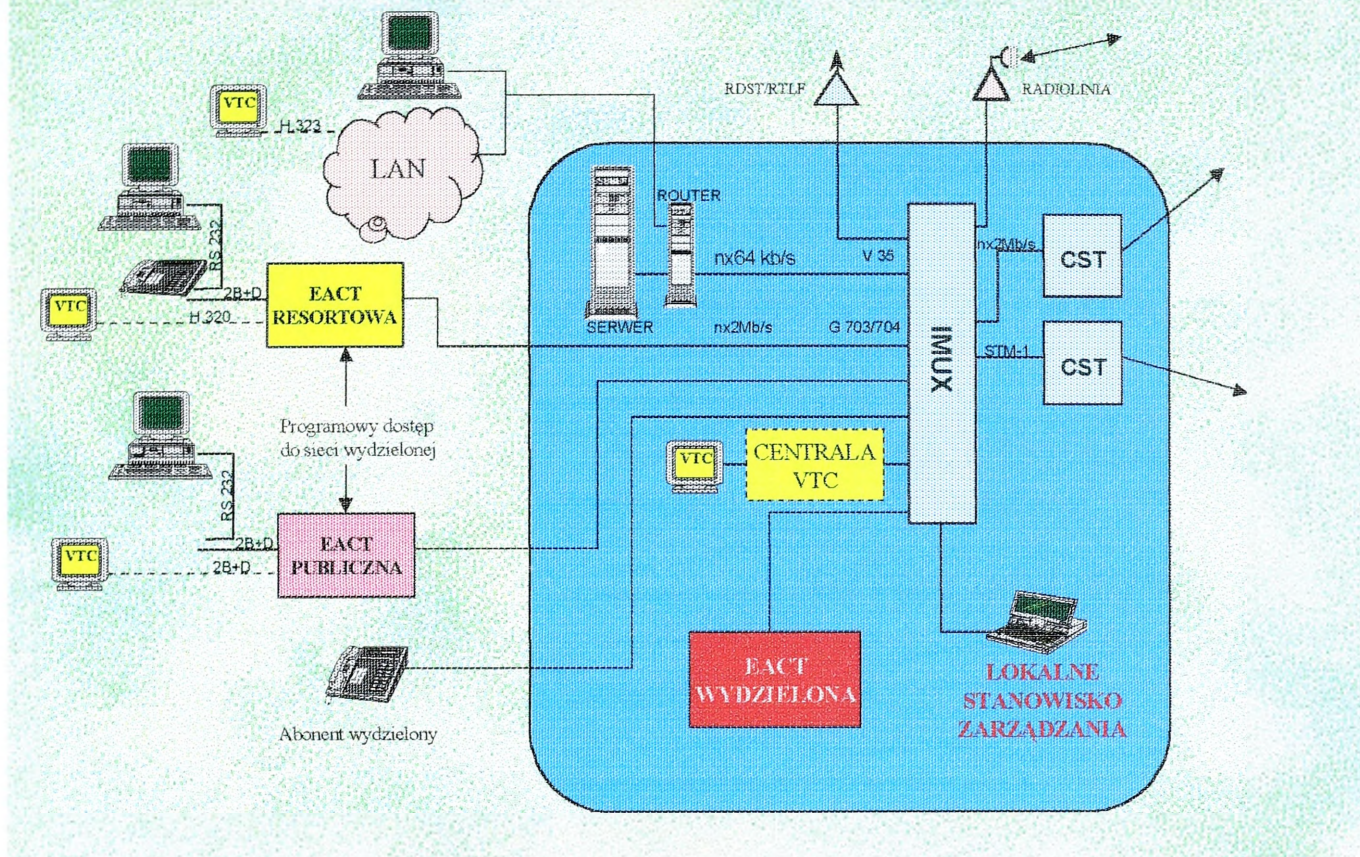 VTC
H.323
LAN
RDST/RTLF
RADIOLINIA
ROUTER
RS 232
nx64 kb/s
V 35
nx2Mb/s
CST
VTC
2B+D
H.320
EACT
RESORTOWA
SERWER
nx2Mb/s
G 703/704
IMUX
STM-1
CST
Programowy dostęp
do sieci wydzielonej
VTC
CENTRALA
VTC
RS 232
VTC
2B+D
2B+D
EACT
PUBLICZNA
EACT
WYDZIELONA
LOKALNE
STANOWISKO
ZARZĄDZANIA
Abonent wydzielony